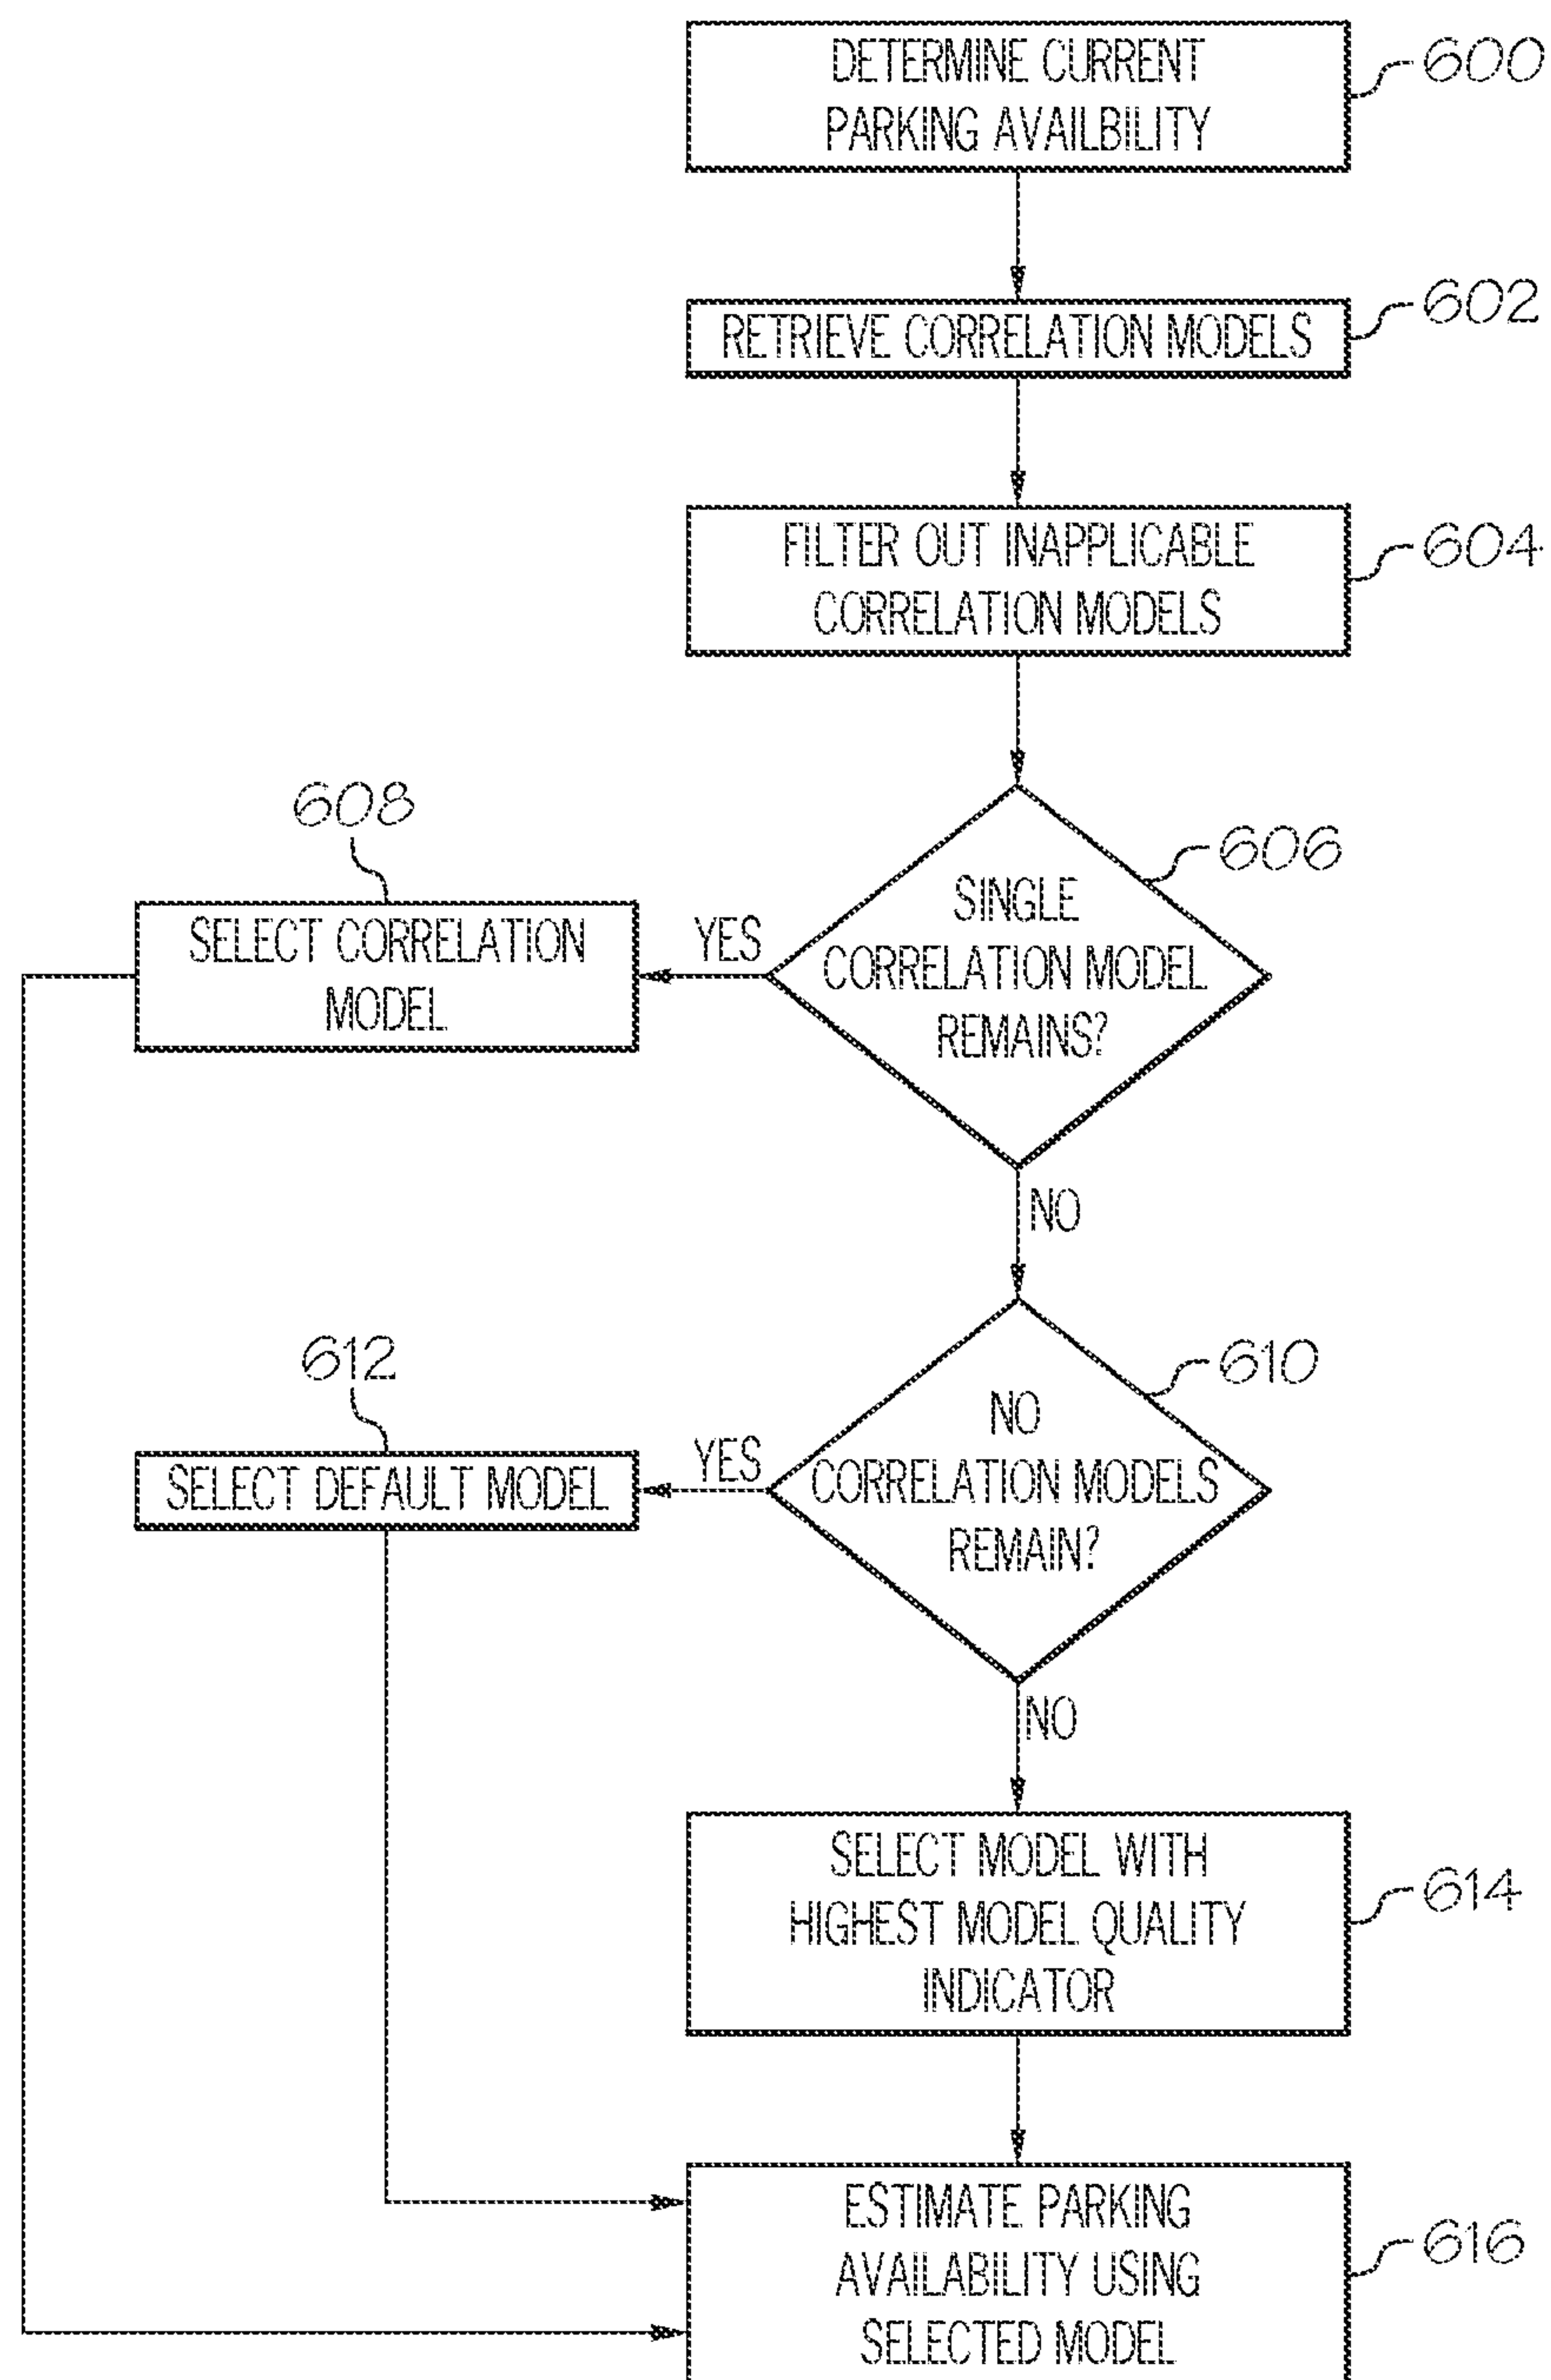 DETERMINE CURRENT
PARKING AVAILBILITY
600
RETRIEVE CORRELATION MODELS
602
FILTER OUT INAPPLICABLE
CORRELATION MODELS
604
SINGLE
CORRELATION MODEL
REMAINS?
606
YES
608
SELECT CORRELATION
MODEL
NO
NO
CORRELATION MODELS
REMAIN?
610
YES
612
SELECT DEFAULT MODEL
NO
SELECT MODEL WITH
HIGHEST MODEL QUALITY
INDICATOR
614
ESTIMATE PARKING
AVAILABILITY USING
SELECTED MODEL
616